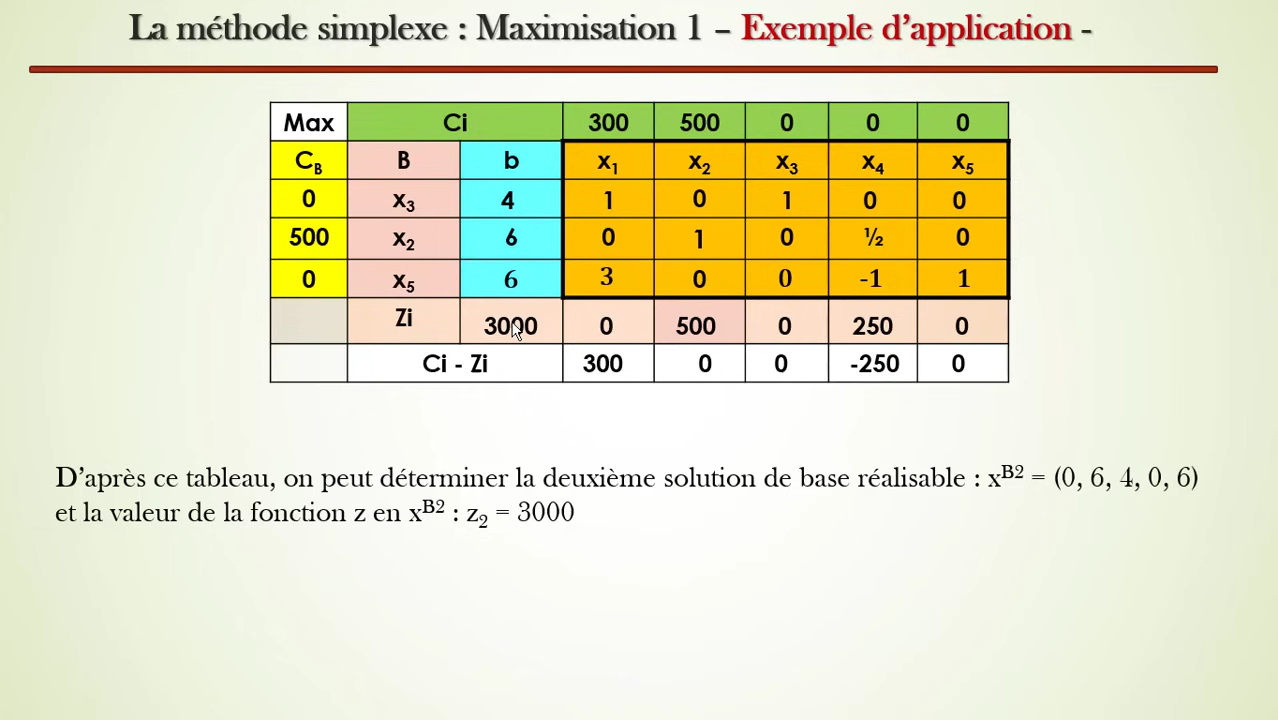 La méthode simplexe : Maximisation 1 – Exemple d'application -
Max Ci 300 500 0 0 0
C_B B b x₁ x₂ x₃ x₄ x₅
0 x₃ 4 1 0 1 0 0
500 x₂ 6 0 1 0 ½ 0
0 x₅ 6 3 0 0 -1 1
Zi 3000 0 500 0 250 0
Ci - Zi 300 0 0 -250 0
D'après ce tableau, on peut déterminer la deuxième solution de base réalisable : x^B2 = (0, 6, 4, 0, 6)
et la valeur de la fonction z en x^B2 : z₂ = 3000